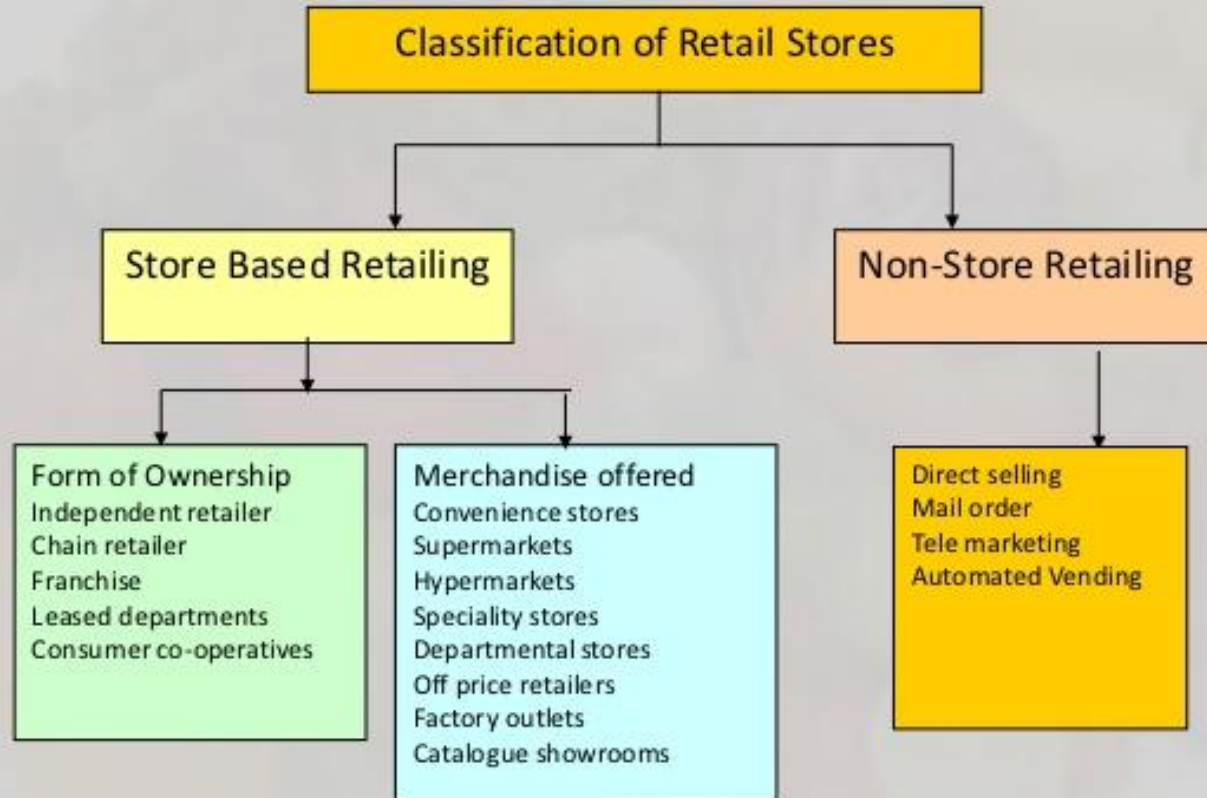 Classification of Retail Stores
Store Based Retailing
Non-Store Retailing
Form of Ownership
Independent retailer
Chain retailer
Franchise
Leased departments
Consumer co-operatives
Merchandise offered
Convenience stores
Supermarkets
Hypermarkets
Speciality stores
Departmental stores
Off price retailers
Factory outlets
Catalogue showrooms
Direct selling
Mail order
Tele marketing
Automated Vending